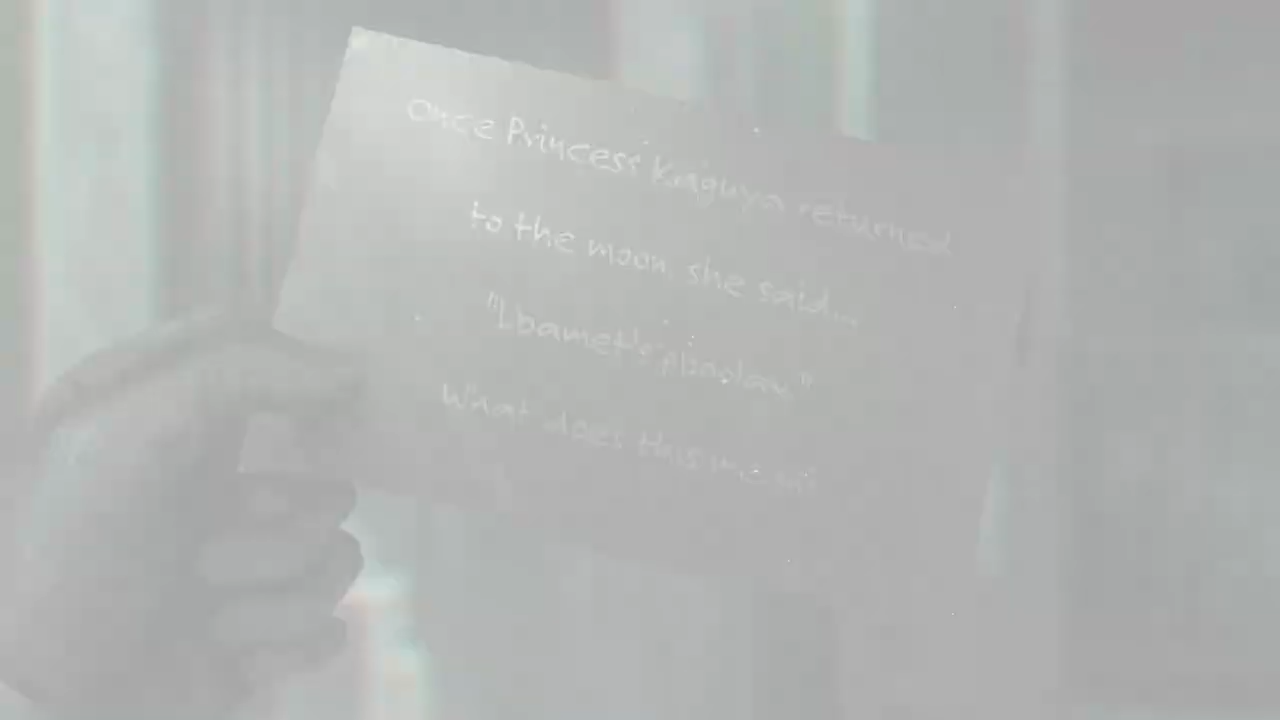 Once Princess Kaguya returned
to the moon, she said...
What does this mean?